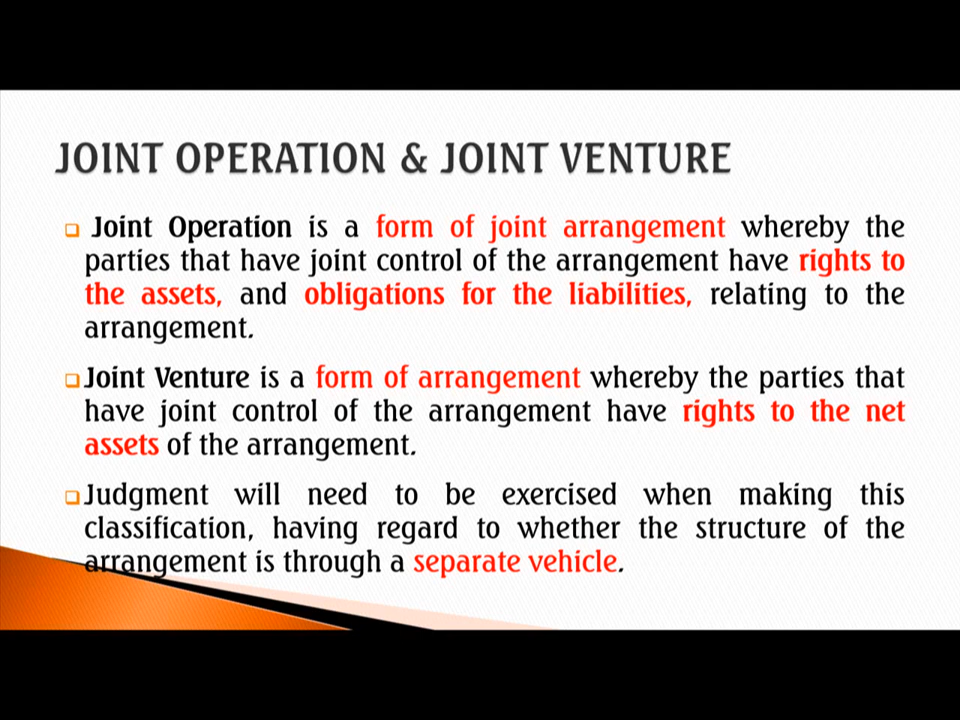 JOINT OPERATION & JOINT VENTURE
Joint Operation is a form of joint arrangement whereby the
parties that have joint control of the arrangement have rights to
the assets, and obligations for the liabilities, relating to the
arrangement.
Joint Venture is a form of arrangement whereby the parties that
have joint control of the arrangement have rights to the net
assets of the arrangement.
Judgment will need to be exercised when making this
classification, having regard to whether the structure of the
arrangement is through a separate vehicle.